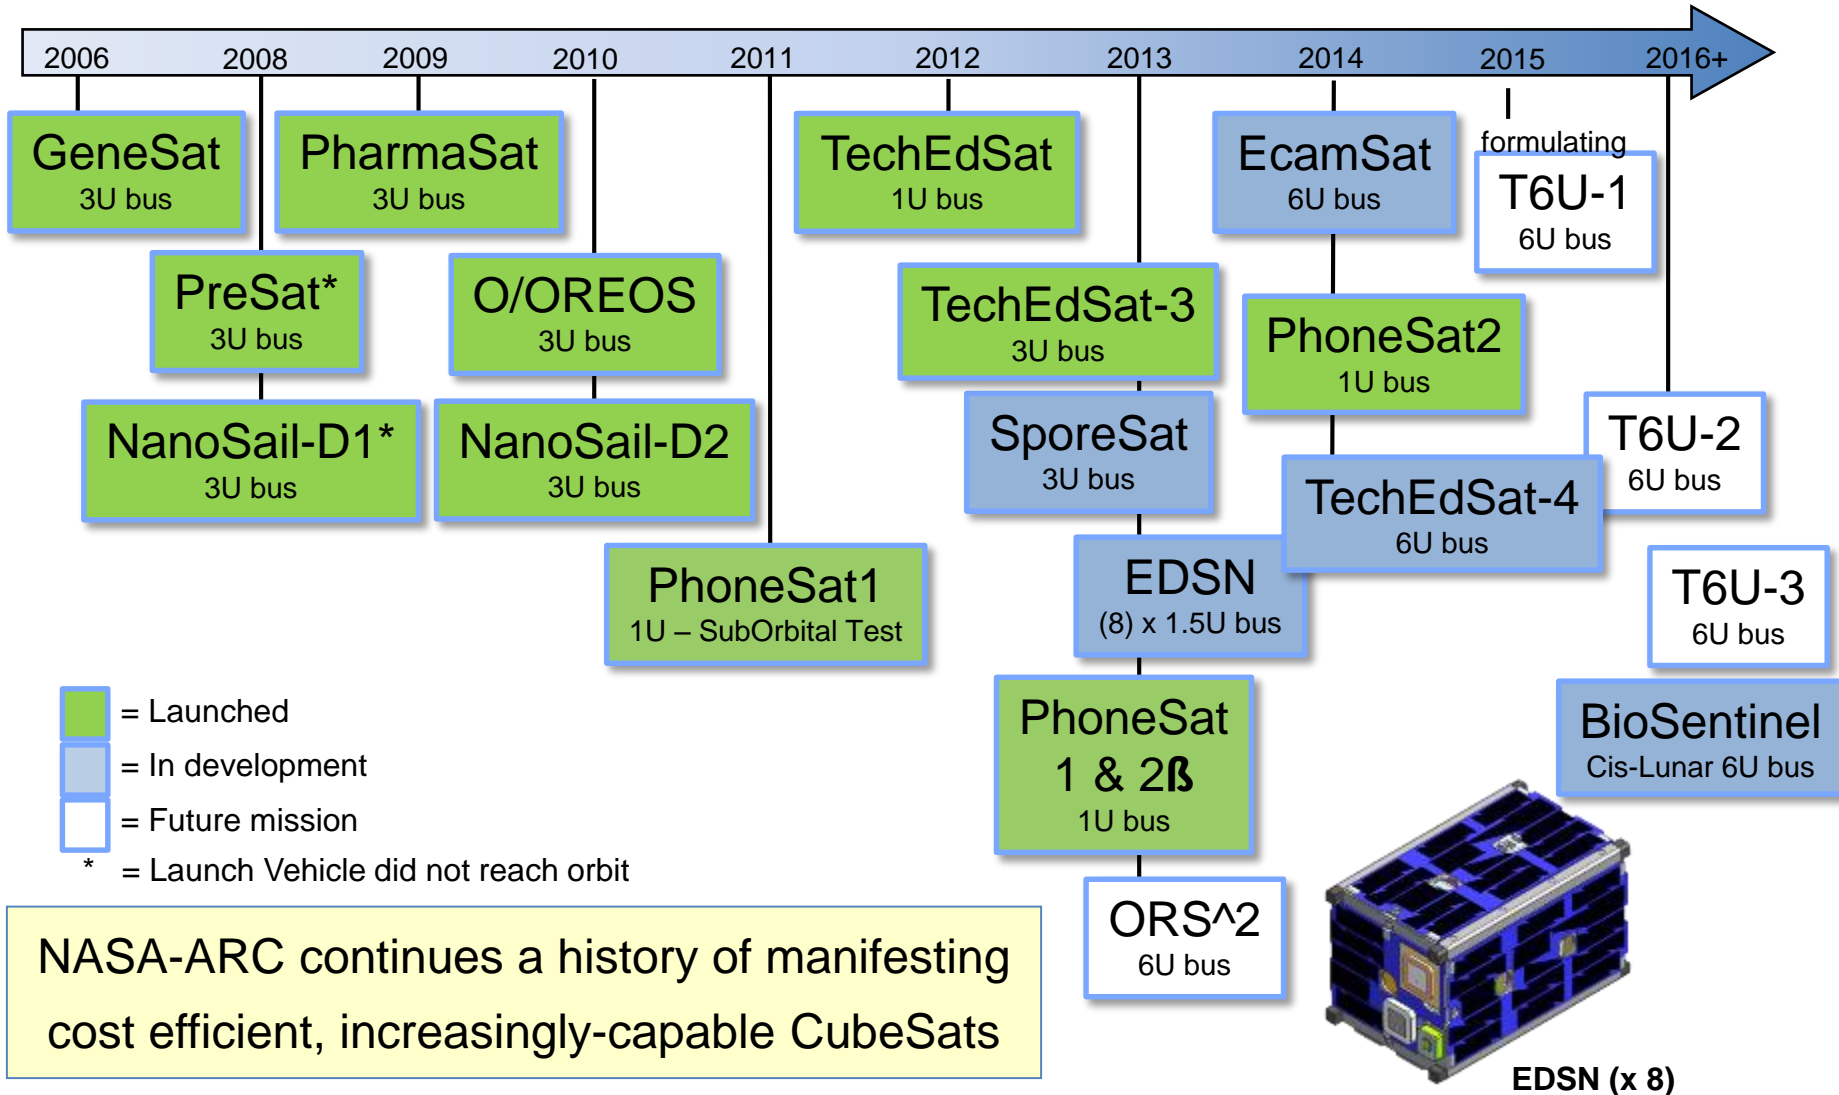 2006 2008 2009 2010 2011 2012 2013 2014 2015 2016+
GeneSat
3U bus
PharmaSat
3U bus
TechEdSat
1U bus
EcamSat
6U bus
formulating
T6U-1
6U bus
PreSat*
3U bus
O/OREOS
3U bus
TechEdSat-3
3U bus
PhoneSat2
1U bus
NanoSail-D1*
3U bus
NanoSail-D2
3U bus
SporeSat
3U bus
T6U-2
6U bus
TechEdSat-4
6U bus
PhoneSat1
1U – SubOrbital Test
EDSN
(8) x 1.5U bus
T6U-3
6U bus
PhoneSat
1 & 2ß
1U bus
BioSentinel
Cis-Lunar 6U bus
ORS^2
6U bus
= Launched
= In development
= Future mission
* = Launch Vehicle did not reach orbit
NASA-ARC continues a history of manifesting
cost efficient, increasingly-capable CubeSats
EDSN (x 8)